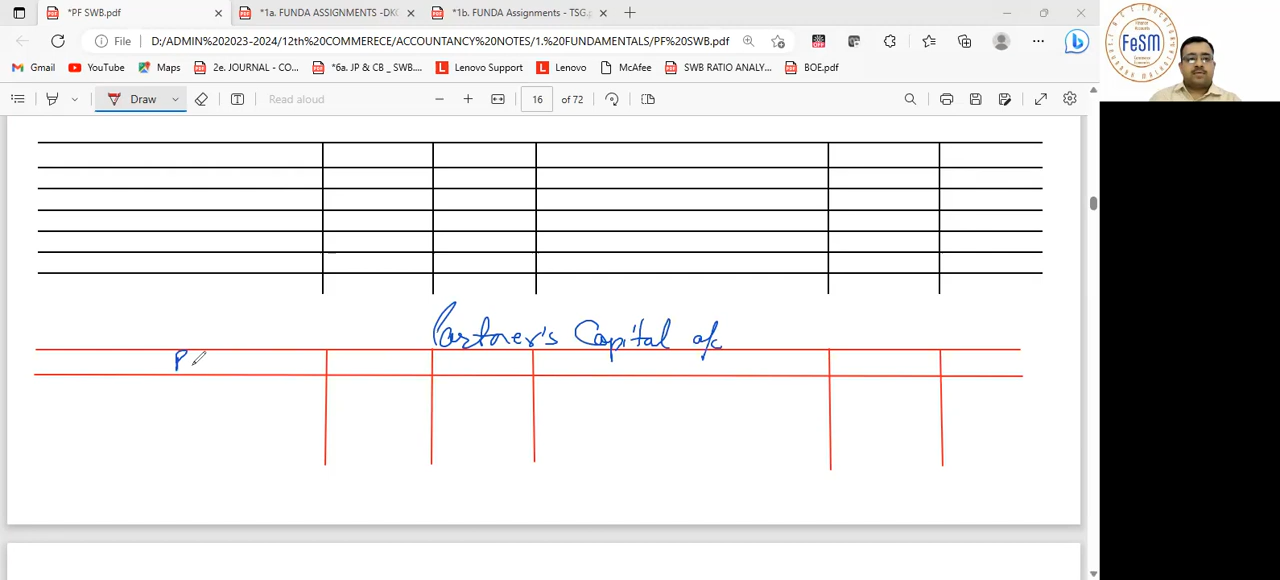 *PF SWB.pdf
*1a. FUNDA ASSIGNMENTS -DK
*1b. FUNDA Assignments - TSG.p
File
D:/ADMIN%202023-2024/12th%20COMMERCE/ACCOUNTANCY%20NOTES/1.%20FUNDAMENTALS/PF%20SWB.pdf
OFF
Gmail
YouTube
Maps
2e. JOURNAL - CO...
*6a. JP & CB _ SWB....
Lenovo Support
Lenovo
McAfee
SWB RATIO ANALY...
BOE.pdf
Draw
Read aloud
16 of 72
FeSM
Partner's Capital a/c
P